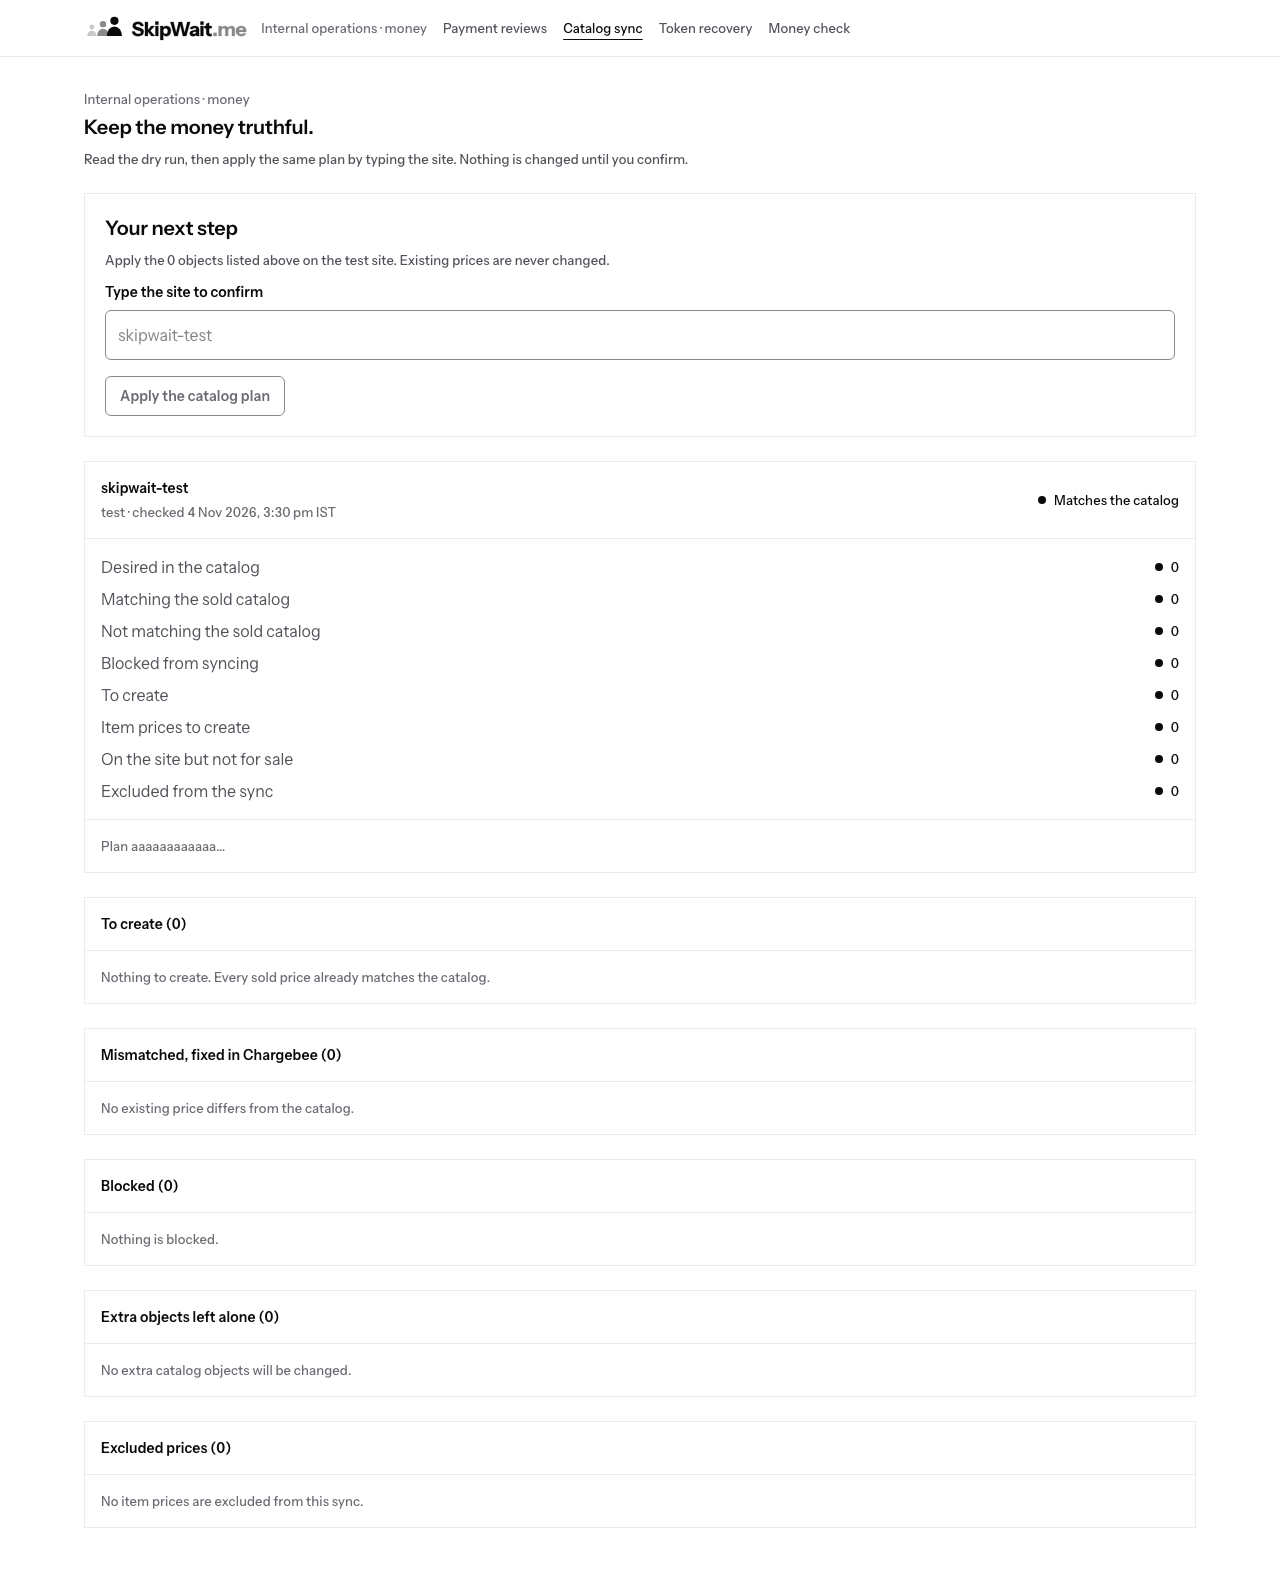 SkipWait.me Internal operations · money Payment reviews Catalog sync Token recovery Money check
Internal operations · money
Keep the money truthful.
Read the dry run, then apply the same plan by typing the site. Nothing is changed until you confirm.
Your next step
Apply the 0 objects listed above on the test site. Existing prices are never changed.
Type the site to confirm
skipwait-test
Apply the catalog plan
skipwait-test
test · checked 4 Nov 2026, 3:30 pm IST
Matches the catalog
Desired in the catalog 0
Matching the sold catalog 0
Not matching the sold catalog 0
Blocked from syncing 0
To create 0
Item prices to create 0
On the site but not for sale 0
Excluded from the sync 0
Plan aaaaaaaaaaaa…
To create (0)
Nothing to create. Every sold price already matches the catalog.
Mismatched, fixed in Chargebee (0)
No existing price differs from the catalog.
Blocked (0)
Nothing is blocked.
Extra objects left alone (0)
No extra catalog objects will be changed.
Excluded prices (0)
No item prices are excluded from this sync.